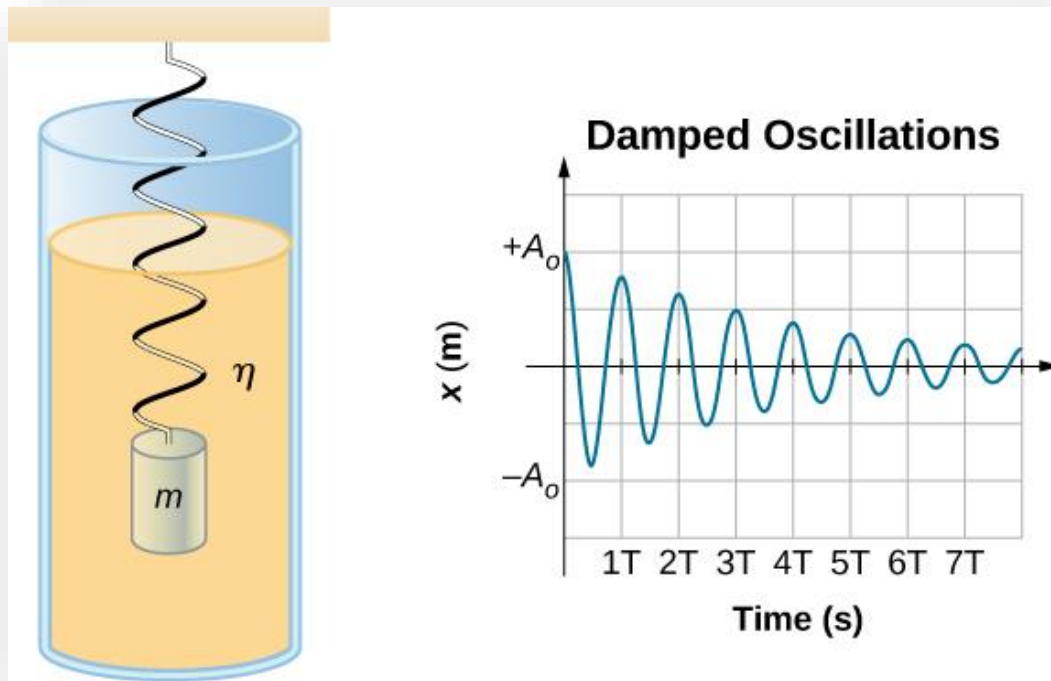 η
m
Damped Oscillations
+Ao
x (m)
–Ao
1T 2T 3T 4T 5T 6T 7T
Time (s)